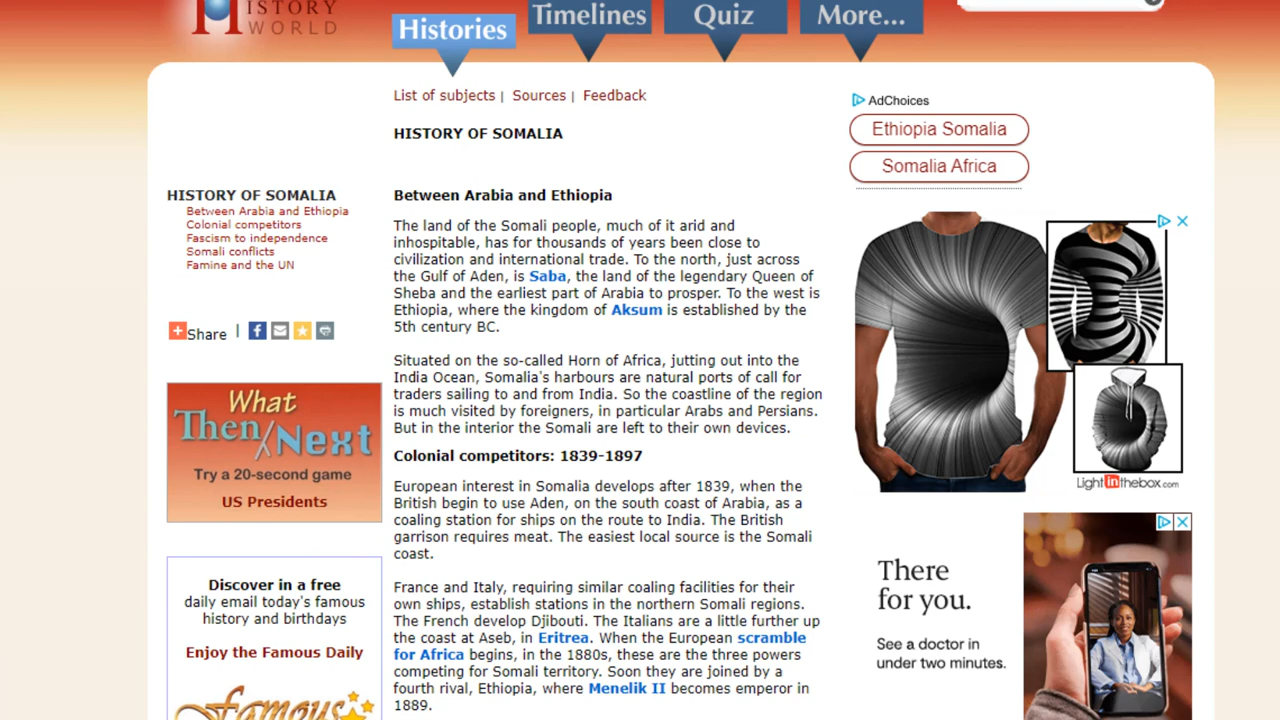 HISTORY
WORLD
Histories
Timelines
Quiz
More...
List of subjects | Sources | Feedback
HISTORY OF SOMALIA
HISTORY OF SOMALIA
Between Arabia and Ethiopia
Colonial competitors
Fascism to independence
Somali conflicts
Famine and the UN
Share |
What
Then/Next
Try a 20-second game
US Presidents
Discover in a free
daily email today's famous
history and birthdays
Enjoy the Famous Daily
Famous
Between Arabia and Ethiopia
The land of the Somali people, much of it arid and
inhospitable, has for thousands of years been close to
civilization and international trade. To the north, just across
the Gulf of Aden, is Saba, the land of the legendary Queen of
Sheba and the earliest part of Arabia to prosper. To the west is
Ethiopia, where the kingdom of Aksum is established by the
5th century BC.
Situated on the so-called Horn of Africa, jutting out into the
India Ocean, Somalia's harbours are natural ports of call for
traders sailing to and from India. So the coastline of the region
is much visited by foreigners, in particular Arabs and Persians.
But in the interior the Somali are left to their own devices.
Colonial competitors: 1839-1897
European interest in Somalia develops after 1839, when the
British begin to use Aden, on the south coast of Arabia, as a
coaling station for ships on the route to India. The British
garrison requires meat. The easiest local source is the Somali
coast.
France and Italy, requiring similar coaling facilities for their
own ships, establish stations in the northern Somali regions.
The French develop Djibouti. The Italians are a little further up
the coast at Aseb, in Eritrea. When the European scramble
for Africa begins, in the 1880s, these are the three powers
competing for Somali territory. Soon they are joined by a
fourth rival, Ethiopia, where Menelik II becomes emperor in
1889.
AdChoices
Ethiopia Somalia
Somalia Africa
Lightinthebox.com
There
for you.
See a doctor in
under two minutes.